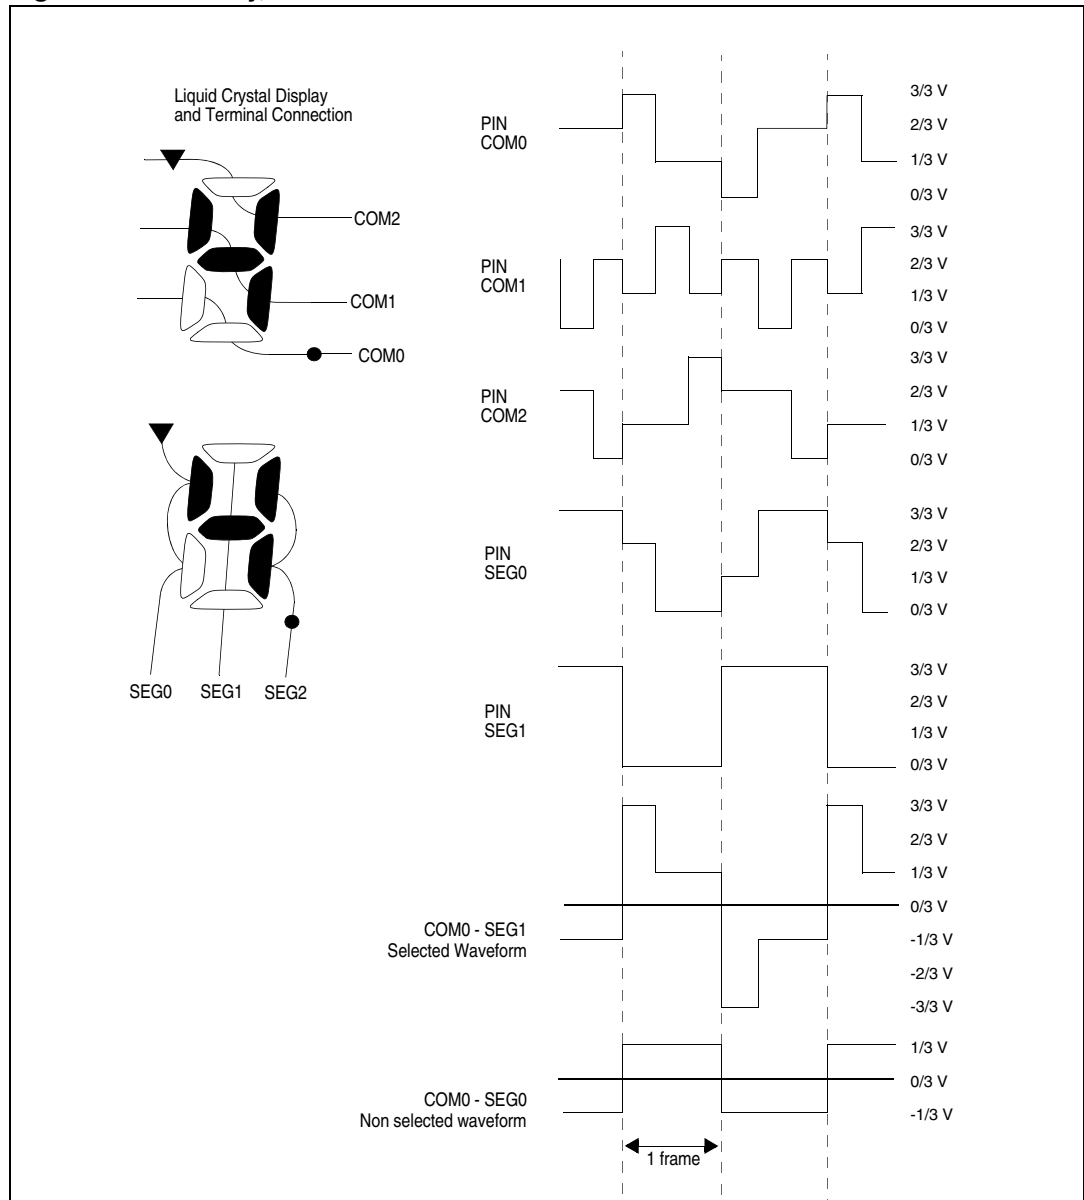 Liquid Crystal Display
and Terminal Connection
COM2
COM1
COM0
SEG0 SEG1 SEG2
PIN
COM0
3/3 V
2/3 V
1/3 V
0/3 V
PIN
COM1
3/3 V
2/3 V
1/3 V
0/3 V
PIN
COM2
3/3 V
2/3 V
1/3 V
0/3 V
PIN
SEG0
3/3 V
2/3 V
1/3 V
0/3 V
PIN
SEG1
3/3 V
2/3 V
1/3 V
0/3 V
COM0 - SEG1
Selected Waveform
3/3 V
2/3 V
1/3 V
0/3 V
-1/3 V
-2/3 V
-3/3 V
COM0 - SEG0
Non selected waveform
1/3 V
0/3 V
-1/3 V
1 frame